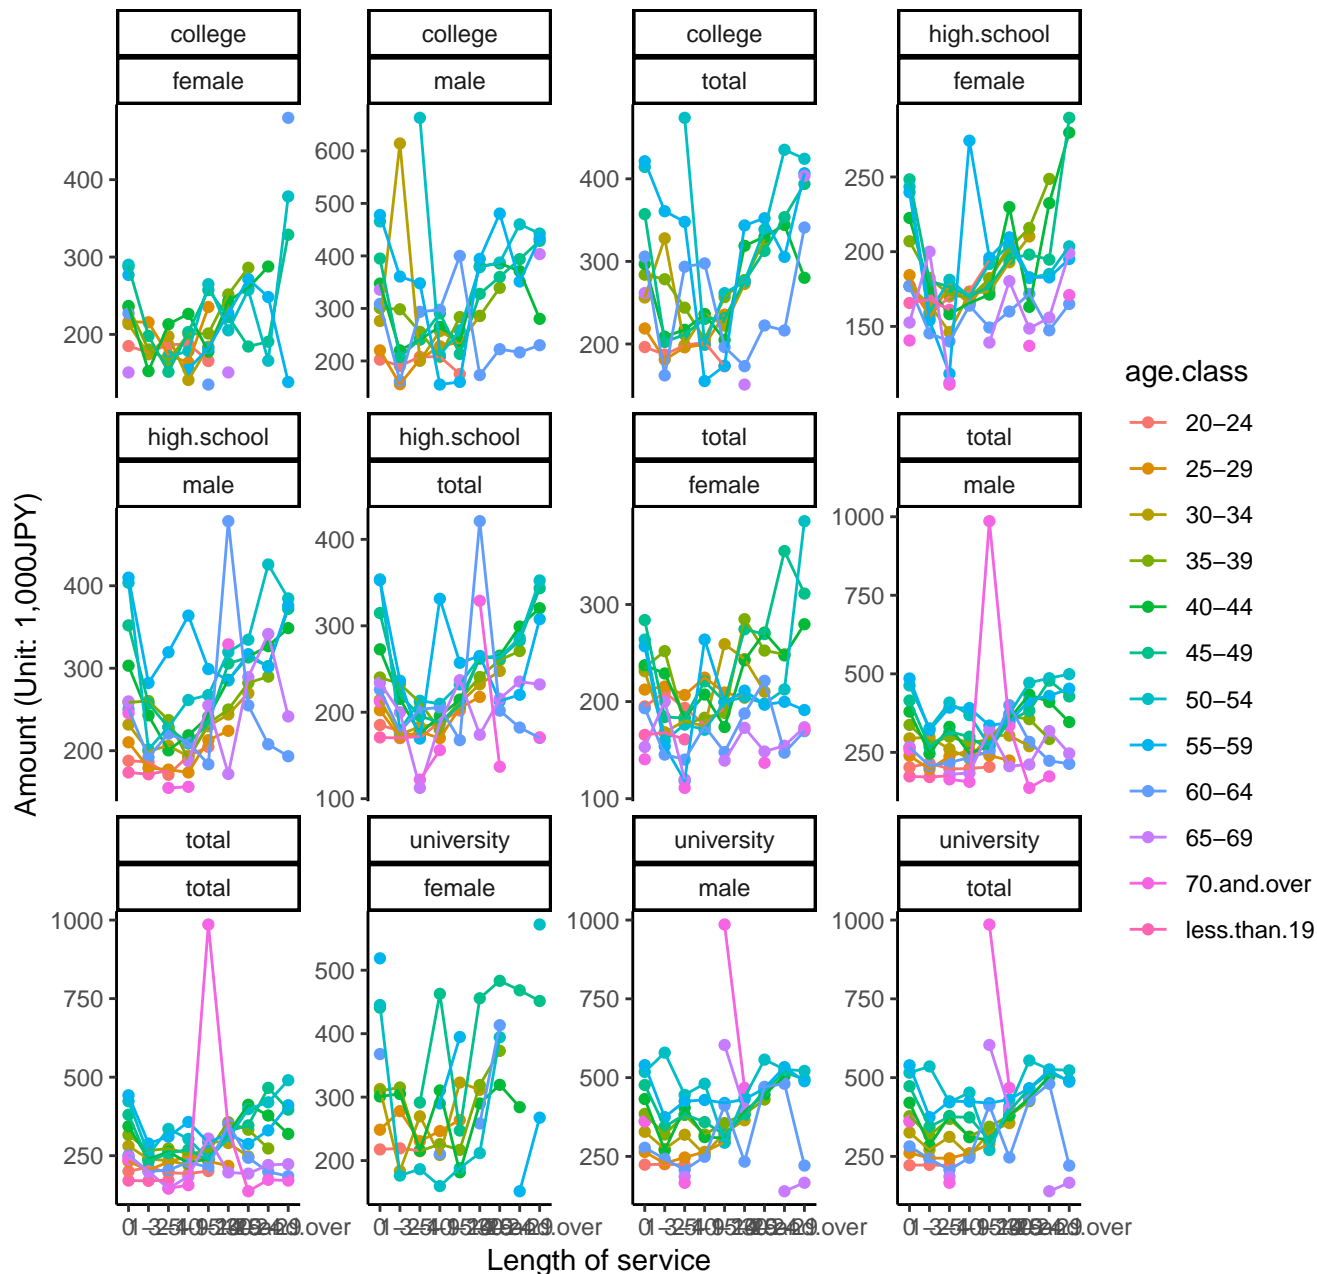 college
college
college
high.school
female
male
total
female
400
300
200
600
500
400
300
200
400
300
200
250
200
150
high.school
high.school
total
total
male
total
female
male
400
300
200
400
300
200
100
300
200
100
1000
750
500
250
total
university
university
university
total
female
male
total
1000
750
500
250
500
400
300
200
1000
750
500
250
1000
750
500
250
Length of service
Amount (Unit: 1,000JPY)
age.class
20−24
25−29
30−34
35−39
40−44
45−49
50−54
55−59
60−64
65−69
70.and.over
less.than.19